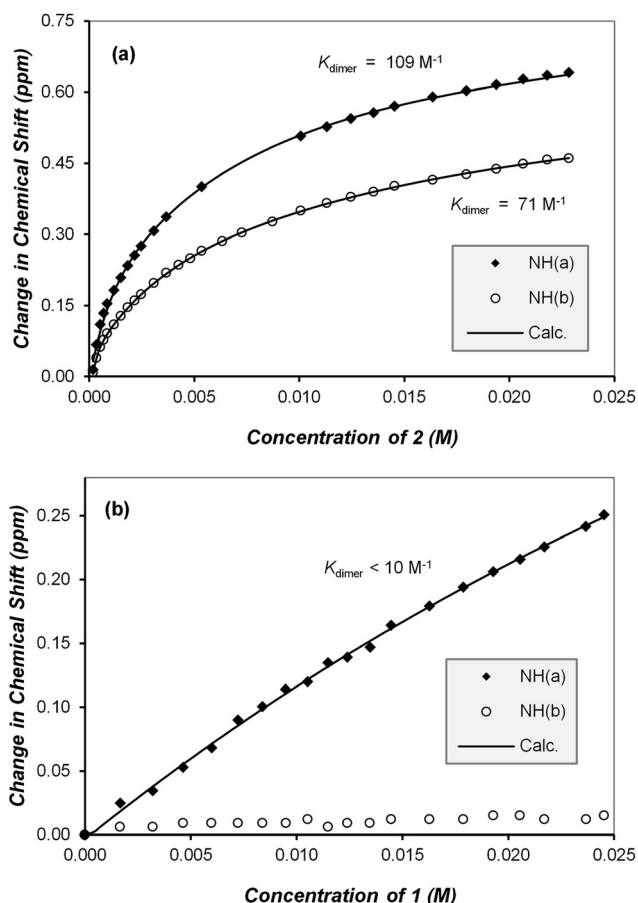 Change in Chemical Shift (ppm)
0.75
0.60
0.45
0.30
0.15
0.00
(a)
Kdimer = 109 M-1
Kdimer = 71 M-1
NH(a)
NH(b)
Calc.
0.000 0.005 0.010 0.015 0.020 0.025
Concentration of 2 (M)
Change in Chemical Shift (ppm)
0.25
0.20
0.15
0.10
0.05
0.00
(b)
Kdimer < 10 M-1
NH(a)
NH(b)
Calc.
0.000 0.005 0.010 0.015 0.020 0.025
Concentration of 1 (M)